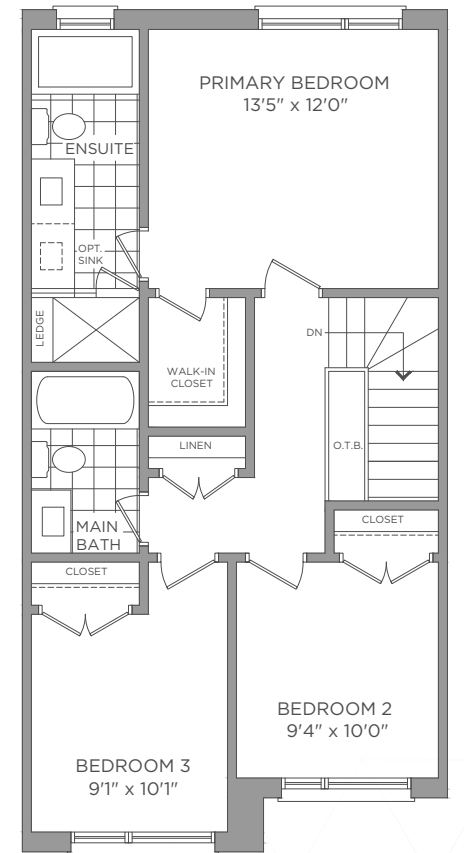 PRIMARY BEDROOM
13'5" x 12'0"
ENSUITE
OPT.
SINK
LEDGE
DN
WALK-IN
CLOSET
LINEN
O.T.B.
MAIN
BATH
CLOSET
CLOSET
BEDROOM 2
9'4" x 10'0"
BEDROOM 3
9'1" x 10'1"